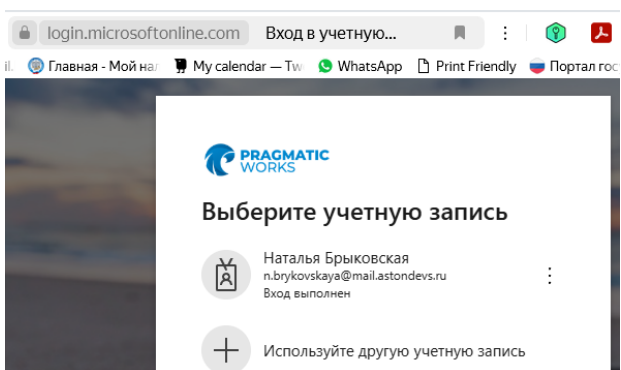 login.microsoftonline.com Вход в учетную...
il. Главная - Мой нал My calendar — Tw WhatsApp Print Friendly Портал гос
PRAGMATIC
WORKS
Выберите учетную запись
Наталья Брыковская
n.brykovskaya@mail.astondevs.ru
Вход выполнен
Используйте другую учетную запись